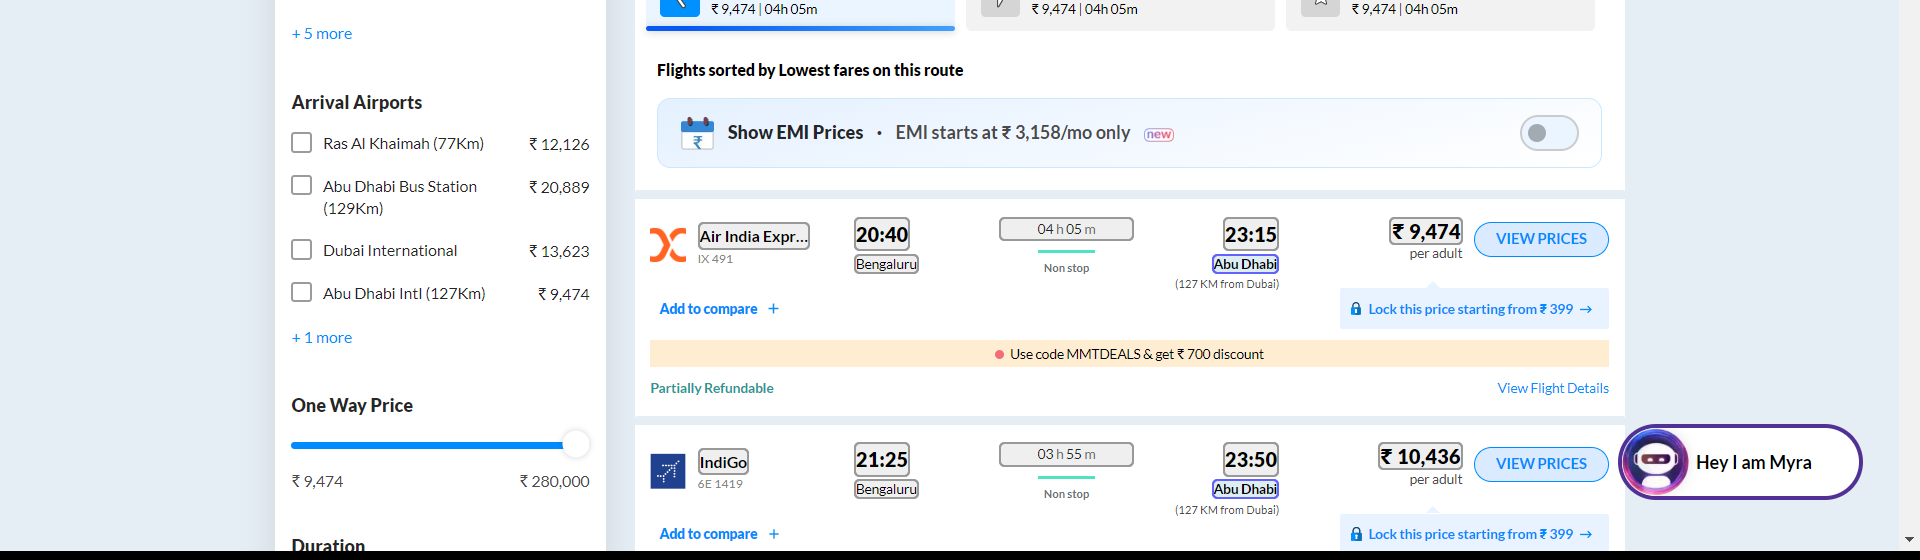 ₹ 9,474 | 04h 05m
₹ 9,474 | 04h 05m
₹ 9,474 | 04h 05m
+ 5 more
Arrival Airports
Ras Al Khaimah (77Km) ₹ 12,126
Abu Dhabi Bus Station (129Km) ₹ 20,889
Dubai International ₹ 13,623
Abu Dhabi Intl (127Km) ₹ 9,474
+ 1 more
One Way Price
₹ 9,474 ₹ 280,000
Duration
Flights sorted by Lowest fares on this route
₹ Show EMI Prices · EMI starts at ₹ 3,158/mo only new
Air India Expr...
IX 491
20:40
Bengaluru
04 h 05 m
Non stop
23:15
Abu Dhabi
(127 KM from Dubai)
₹ 9,474
per adult
VIEW PRICES
Add to compare +
Lock this price starting from ₹ 399 →
Use code MMTDEALS & get ₹ 700 discount
Partially Refundable
View Flight Details
IndiGo
6E 1419
21:25
Bengaluru
03 h 55 m
Non stop
23:50
Abu Dhabi
(127 KM from Dubai)
₹ 10,436
per adult
VIEW PRICES
Add to compare +
Lock this price starting from ₹ 399 →
Hey I am Myra